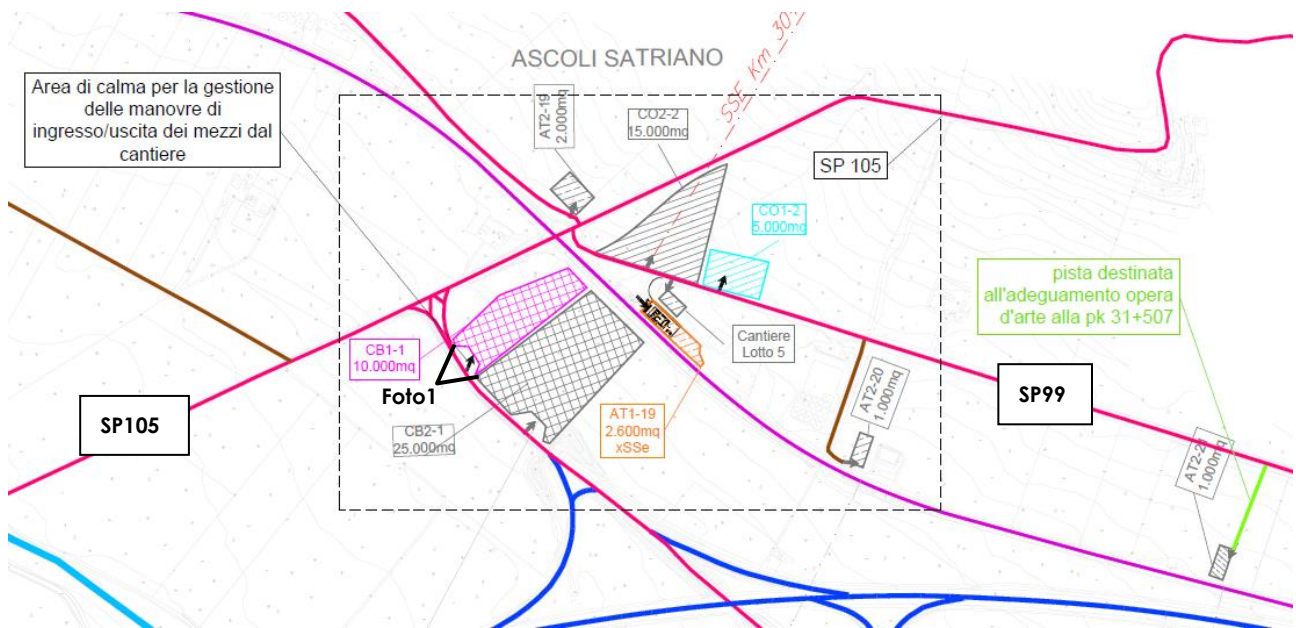 ASCOLI SATRIANO
SSE Km 30+
Area di calma per la gestione
delle manovre di
ingresso/uscita dei mezzi dal
cantiere
AT2-19
2.000mq
CO2-2
15.000mq
SP 105
CO1-2
5.000mq
pista destinata
all'adeguamento opera
d'arte alla pk 31+507
CB1-1
10.000mq
Foto1
Cantiere
Lotto 5
SP105
SP99
AT2-20
1.000mq
AT1-19
2.600mq
xSSe
CB2-1
25.000mq
AT2-21
1.000mq